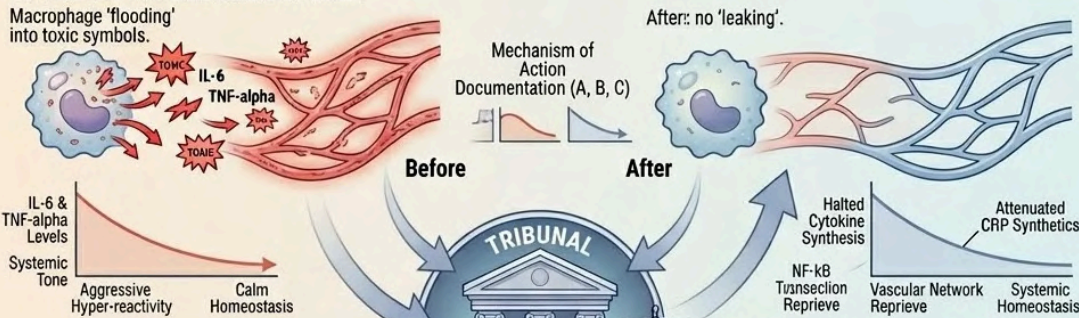 Macrophage 'flooding'
into toxic symbols.
TOMC
IL-6
TNF-alpha
TOAIE
Before
Mechanism of
Action
Documentation (A, B, C)
After:: no 'leaking'.
After
IL-6 &
TNF-alpha
Levels
Systemic
Tone
Aggressive
Hyper-reactivity
Calm
Homeostasis
TRIBUNAL
Halted
Cytokine
Synthesis
NF-kB
Reprieve
Attenuated
CRP Synthetics
Vascular Network
Reprieve
Systemic
Homeostasis